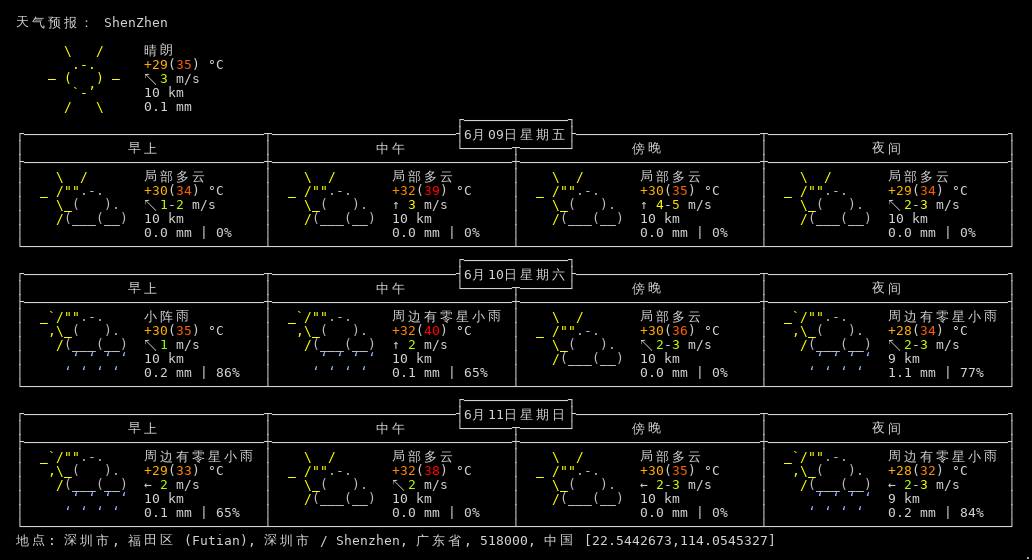 天气预报: ShenZhen
晴朗
+29(35) °C
↖ 3 m/s
10 km
0.1 mm
6月09日星期五
早上 中午 傍晚 夜间
局部多云 局部多云 局部多云 局部多云
+30(34) °C +32(39) °C +30(35) °C +29(34) °C
↖ 1-2 m/s ↑ 3 m/s ↑ 4-5 m/s ↖ 2-3 m/s
10 km 10 km 10 km 10 km
0.0 mm | 0% 0.0 mm | 0% 0.0 mm | 0% 0.0 mm | 0%
6月10日星期六
早上 中午 傍晚 夜间
小阵雨 周边有零星小雨 局部多云 周边有零星小雨
+30(35) °C +32(40) °C +30(36) °C +28(34) °C
↖ 1 m/s ↑ 2 m/s ↖ 2-3 m/s ↖ 2-3 m/s
10 km 10 km 10 km 9 km
0.2 mm | 86% 0.1 mm | 65% 0.0 mm | 0% 1.1 mm | 77%
6月11日星期日
早上 中午 傍晚 夜间
周边有零星小雨 局部多云 局部多云 周边有零星小雨
+29(33) °C +32(38) °C +30(35) °C +28(32) °C
← 2 m/s ↖ 2 m/s ← 2-3 m/s ← 2-3 m/s
10 km 10 km 10 km 9 km
0.1 mm | 65% 0.0 mm | 0% 0.0 mm | 0% 0.2 mm | 84%
地点: 深圳市, 福田区 (Futian), 深圳市 / Shenzhen, 广东省, 518000, 中国 [22.5442673,114.0545327]